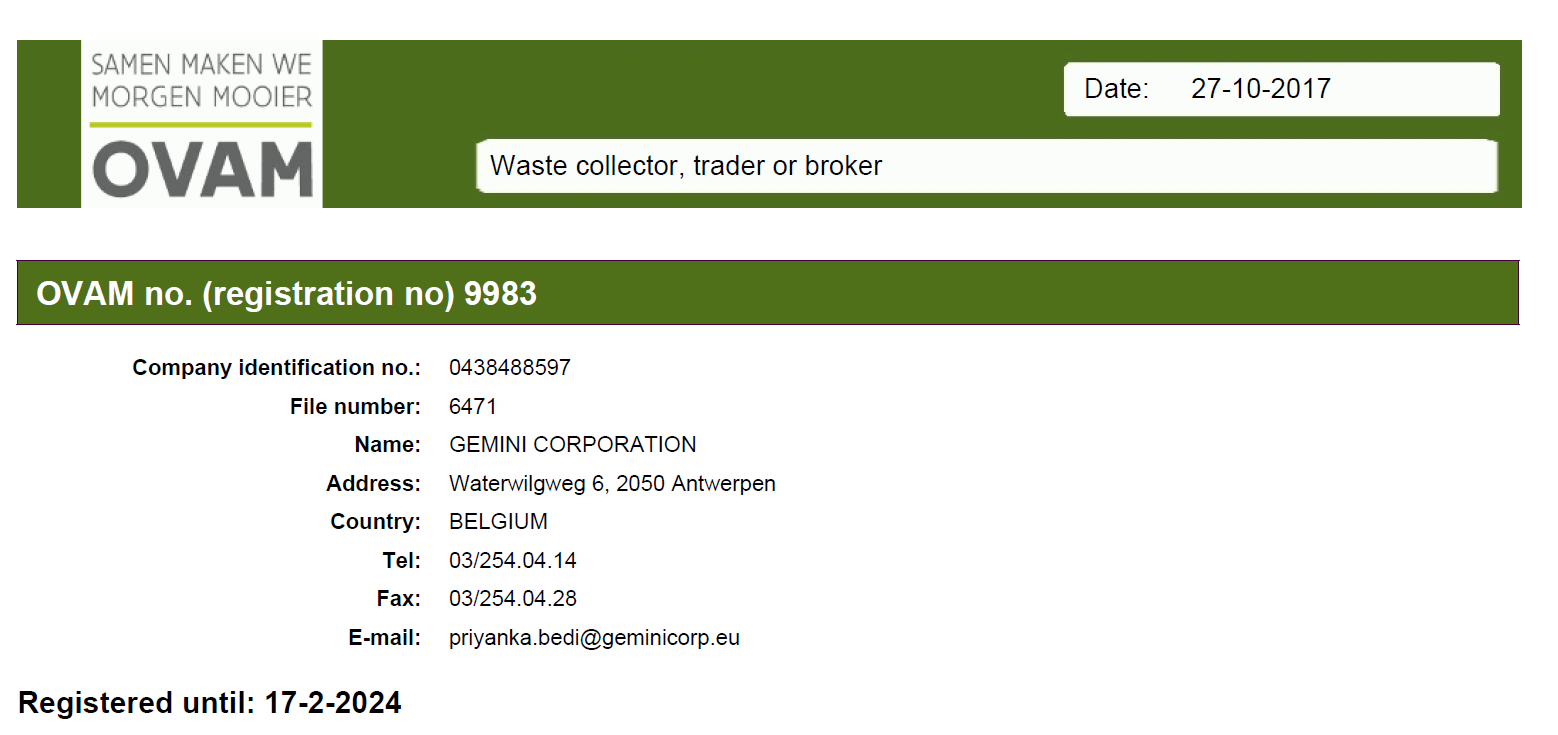 SAMEN MAKEN WE
MORGEN MOOIER
OVAM
Date: 27-10-2017
Waste collector, trader or broker
OVAM no. (registration no) 9983
Company identification no.: 0438488597
File number: 6471
Name: GEMINI CORPORATION
Address: Waterwilgweg 6, 2050 Antwerpen
Country: BELGIUM
Tel: 03/254.04.14
Fax: 03/254.04.28
E-mail: priyanka.bedi@geminicorp.eu
Registered until: 17-2-2024